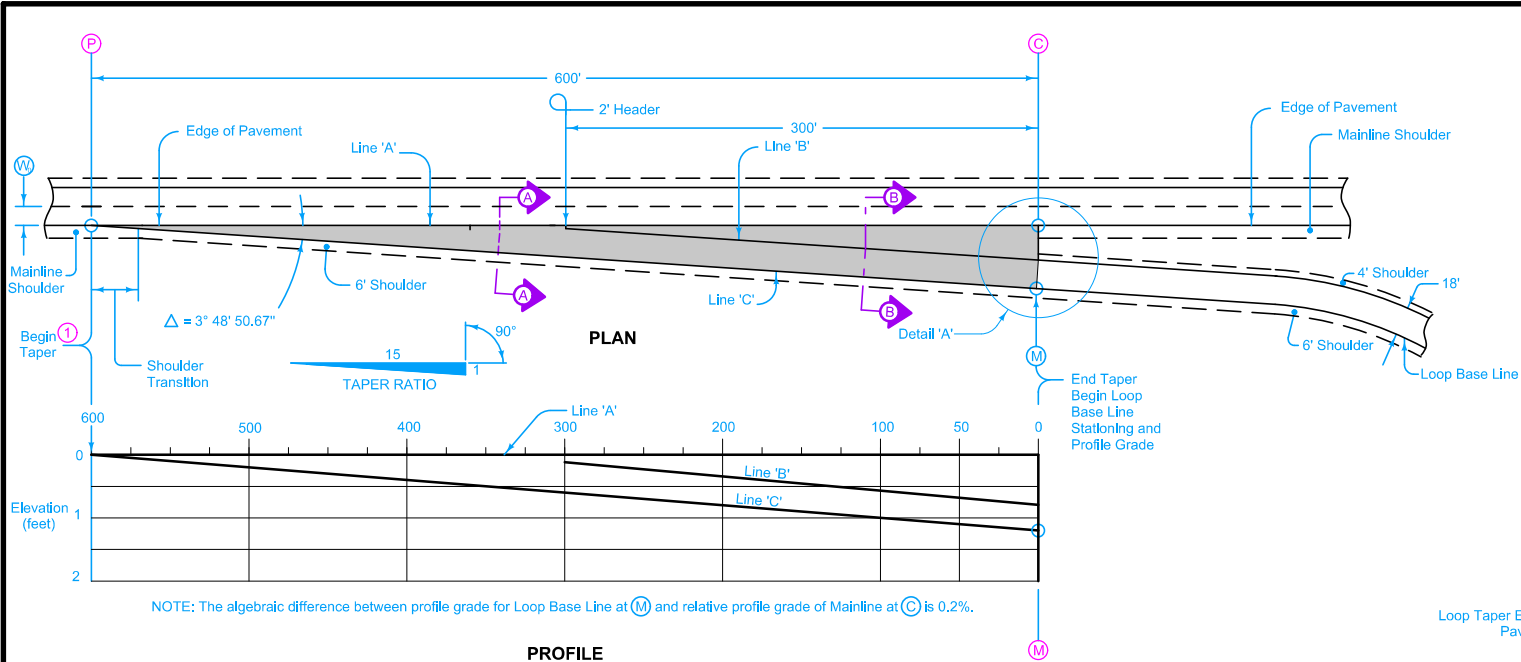 P
C
600'
2' Header
300'
Edge of Pavement
Line 'A'
Line 'B'
Edge of Pavement
Mainline Shoulder
W
A
B
Mainline
Shoulder
6' Shoulder
A
Line 'C'
B
Detail 'A'
4' Shoulder
18'
6' Shoulder
Loop Base Line
Δ = 3° 48' 50.67"
Begin 1
Taper
Shoulder
Transition
15
90°
1
TAPER RATIO
PLAN
M
End Taper
Begin Loop
Base Line
Stationing and
Profile Grade
Line 'A'
600 500 400 300 200 100 50 0
0
Line 'B'
Line 'C'
Elevation
(feet)
1
2
NOTE: The algebraic difference between profile grade for Loop Base Line at M and relative profile grade of Mainline at C is 0.2%.
PROFILE
M
Loop Taper